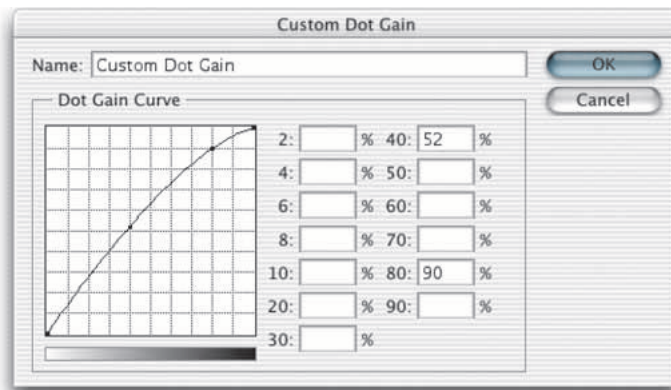 Custom Dot Gain
Name: Custom Dot Gain
OK
Cancel
Dot Gain Curve
2: % 40: 52 %
4: % 50: %
6: % 60: %
8: % 70: %
10: % 80: 90 %
20: % 90: %
30: %